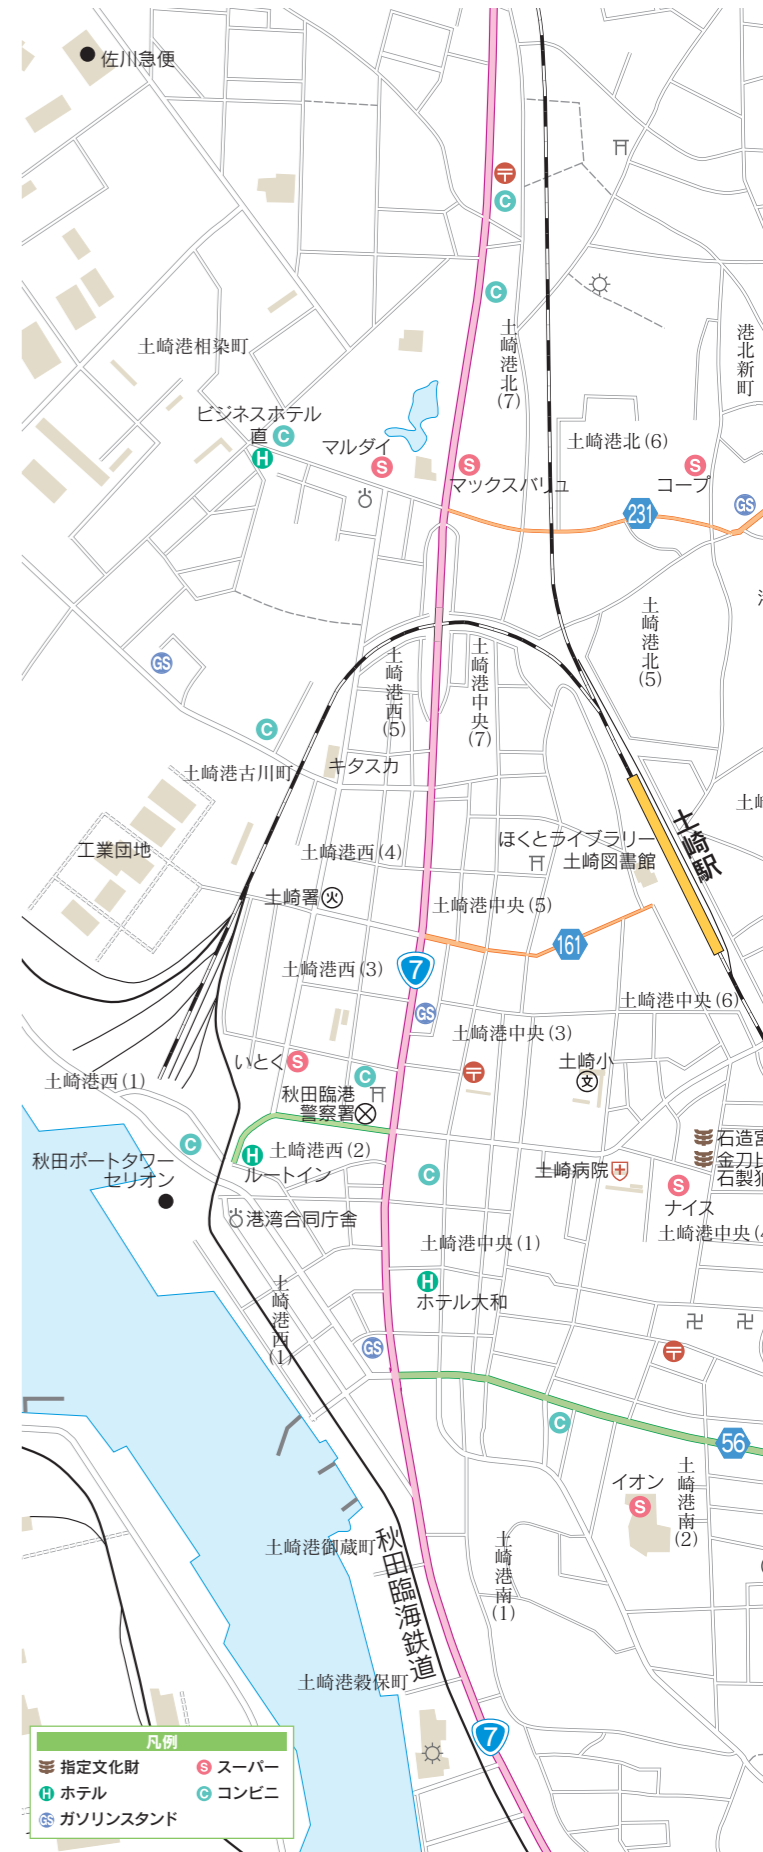 佐川急便
〒
C
C
土崎港北(7)
港北新町
土崎港相染町
ビジネスホテル
直
C
H
マルダイ
S
S
マックスバリュ
土崎港北(6)
S
コープ
231
GS
土崎港北(5)
GS
C
土崎港西(5)
土崎港中央(7)
土崎港古川町
キタスカ
工業団地
土崎港西(4)
ほくとライブラリー
土崎図書館
土崎駅
土崎署
火
土崎港中央(5)
161
土崎港西(3)
7
土崎港中央(6)
GS
土崎港中央(3)
いとく
S
C
〒
土崎小
文
土崎港西(1)
秋田臨港
警察署
C
土崎港西(2)
H
ルートイン
秋田ポートタワー
セリオン
C
土崎病院
石造宮
金刀比
石製狛
S
ナイス
港湾合同庁舎
土崎港中央(1)
土崎港中央(4
H
ホテル大和
土崎港西(1)
GS
卍
卍
〒
C
56
イオン
S
土崎港南(2)
土崎港御蔵町
秋田臨海鉄道
土崎港南(1)
土崎港穀保町
7
凡例
指定文化財
S スーパー
H ホテル
C コンビニ
GS ガソリンスタンド